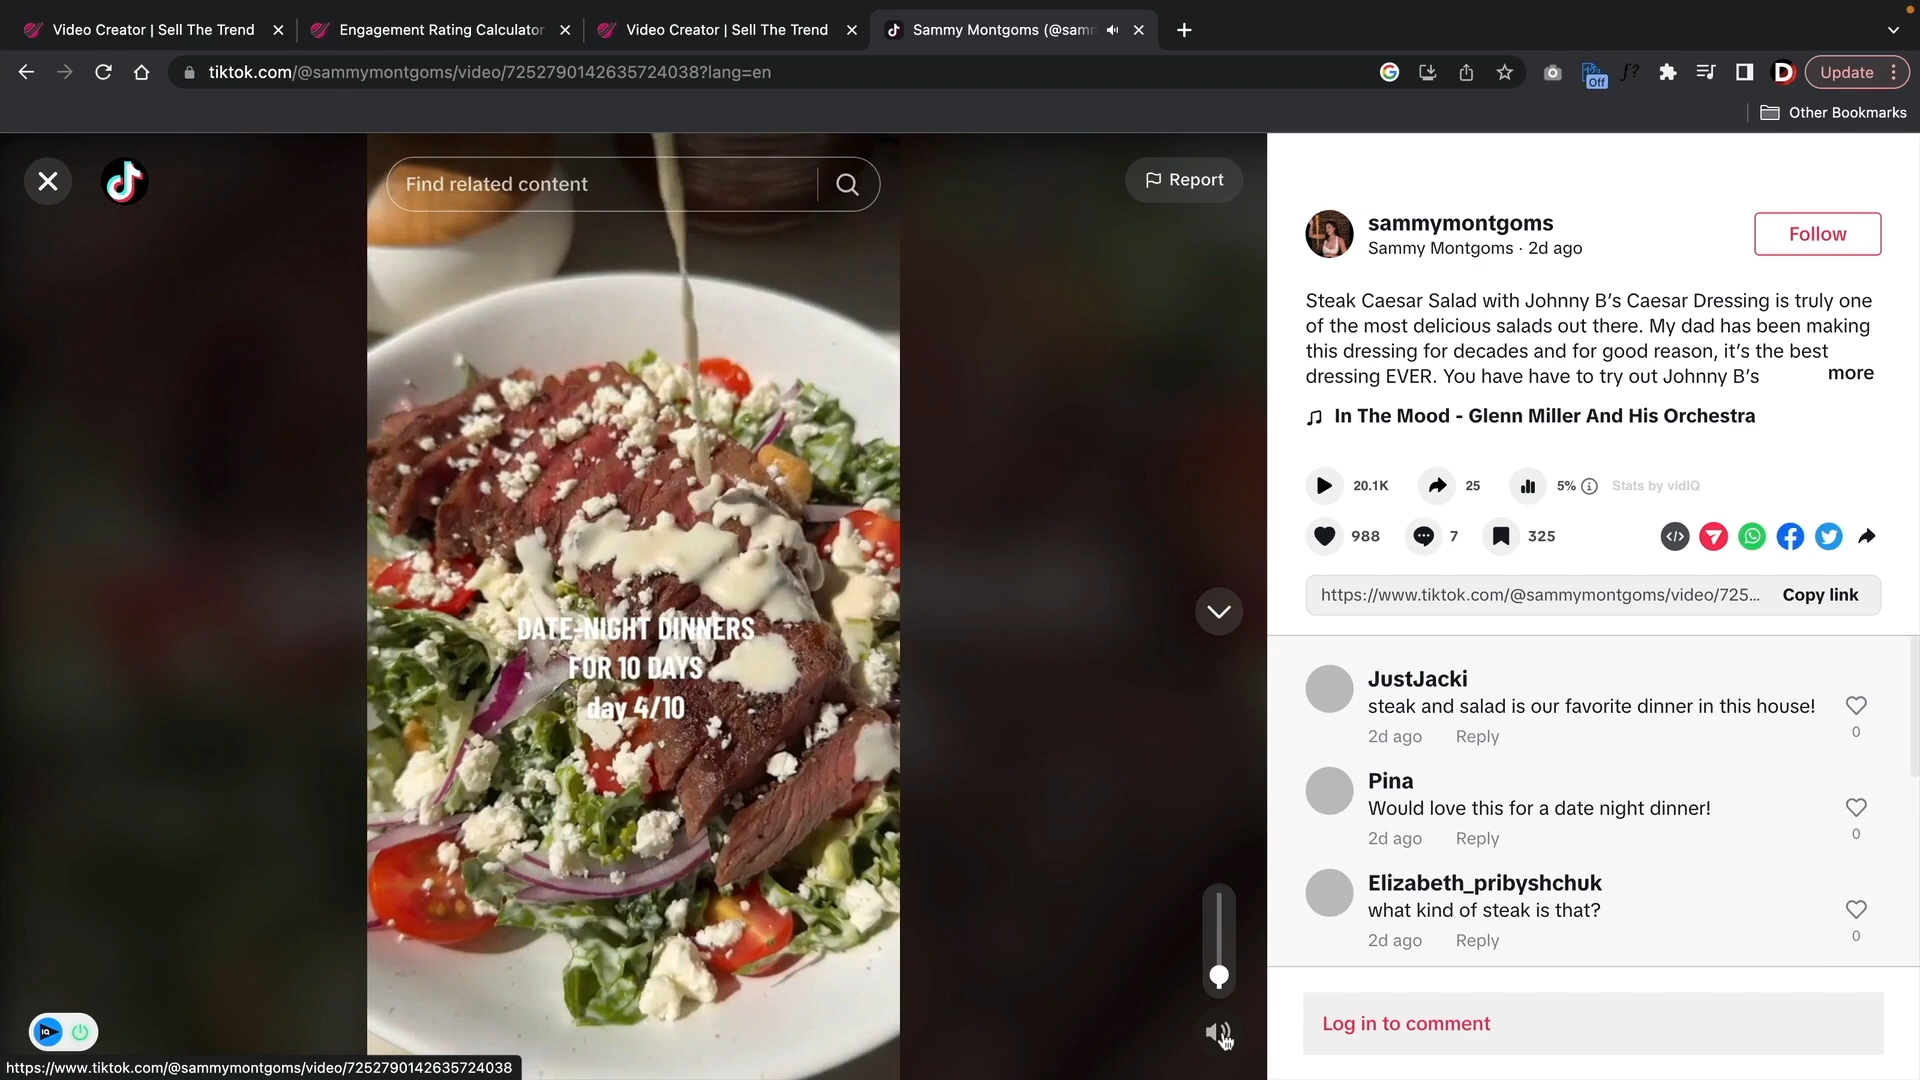 Video Creator | Sell The Trend
Engagement Rating Calculator
Video Creator | Sell The Trend
Sammy Montgoms (@samm
tiktok.com/@sammymontgoms/video/7252790142635724038?lang=en
Off
f?
D
Update
Other Bookmarks
Find related content
Report
DATE-NIGHT DINNERS
FOR 10 DAYS
day 4/10
IQ
https://www.tiktok.com/@sammymontgoms/video/7252790142635724038
sammymontgoms
Sammy Montgoms · 2d ago
Follow
Steak Caesar Salad with Johnny B's Caesar Dressing is truly one
of the most delicious salads out there. My dad has been making
this dressing for decades and for good reason, it's the best
dressing EVER. You have have to try out Johnny B's more
In The Mood - Glenn Miller And His Orchestra
20.1K 25 5% Stats by vidIQ
988 7 325
https://www.tiktok.com/@sammymontgoms/video/725... Copy link
JustJacki
steak and salad is our favorite dinner in this house!
2d ago Reply 0
Pina
Would love this for a date night dinner!
2d ago Reply 0
Elizabeth_pribyshchuk
what kind of steak is that?
2d ago Reply 0
Log in to comment